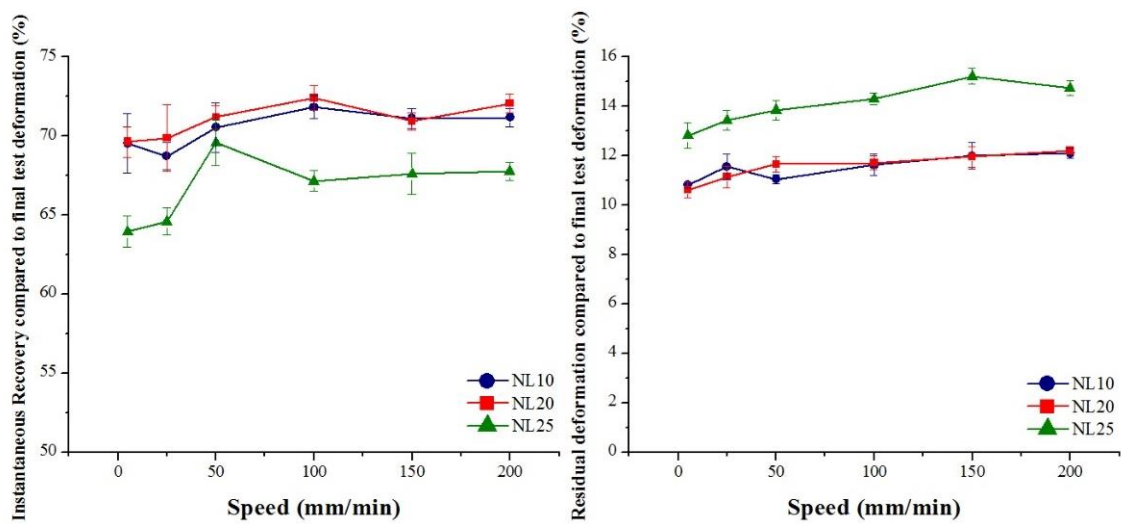 Instantaneous Recovery compared to final test deformation (%)
75
70
65
60
55
50
0 50 100 150 200
Speed (mm/min)
NL10
NL20
NL25
Residual deformation compared to final test deformation (%)
16
14
12
10
8
6
4
2
0
0 50 100 150 200
Speed (mm/min)
NL10
NL20
NL25